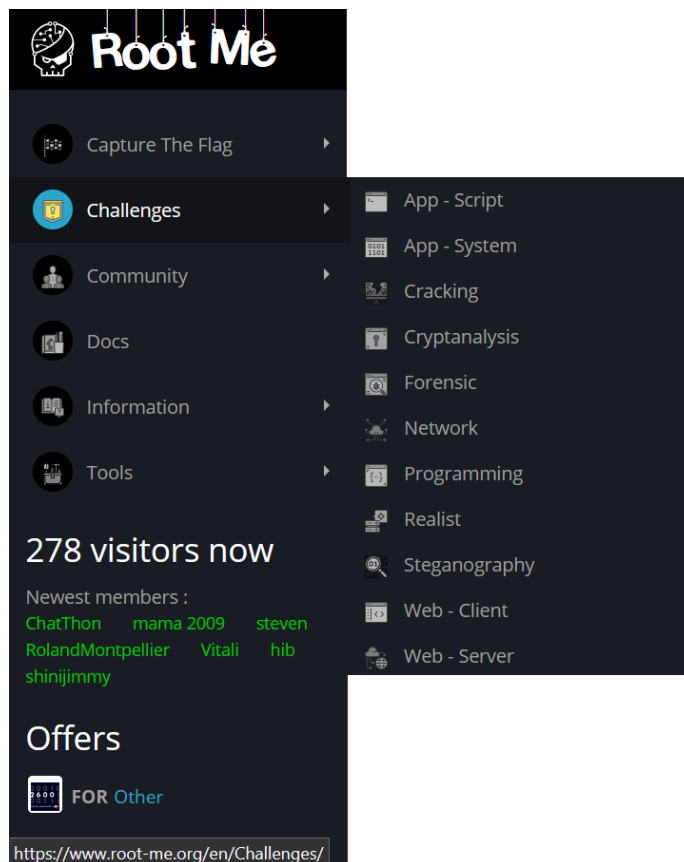 Root Me
Capture The Flag
Challenges
Community
Docs
Information
Tools
App - Script
App - System
Cracking
Cryptanalysis
Forensic
Network
Programming
Realist
Steganography
Web - Client
Web - Server
278 visitors now
Newest members :
ChatThon mama 2009 steven
RolandMontpellier Vitali hib
shinijimmy
Offers
2600
FOR Other
https://www.root-me.org/en/Challenges/